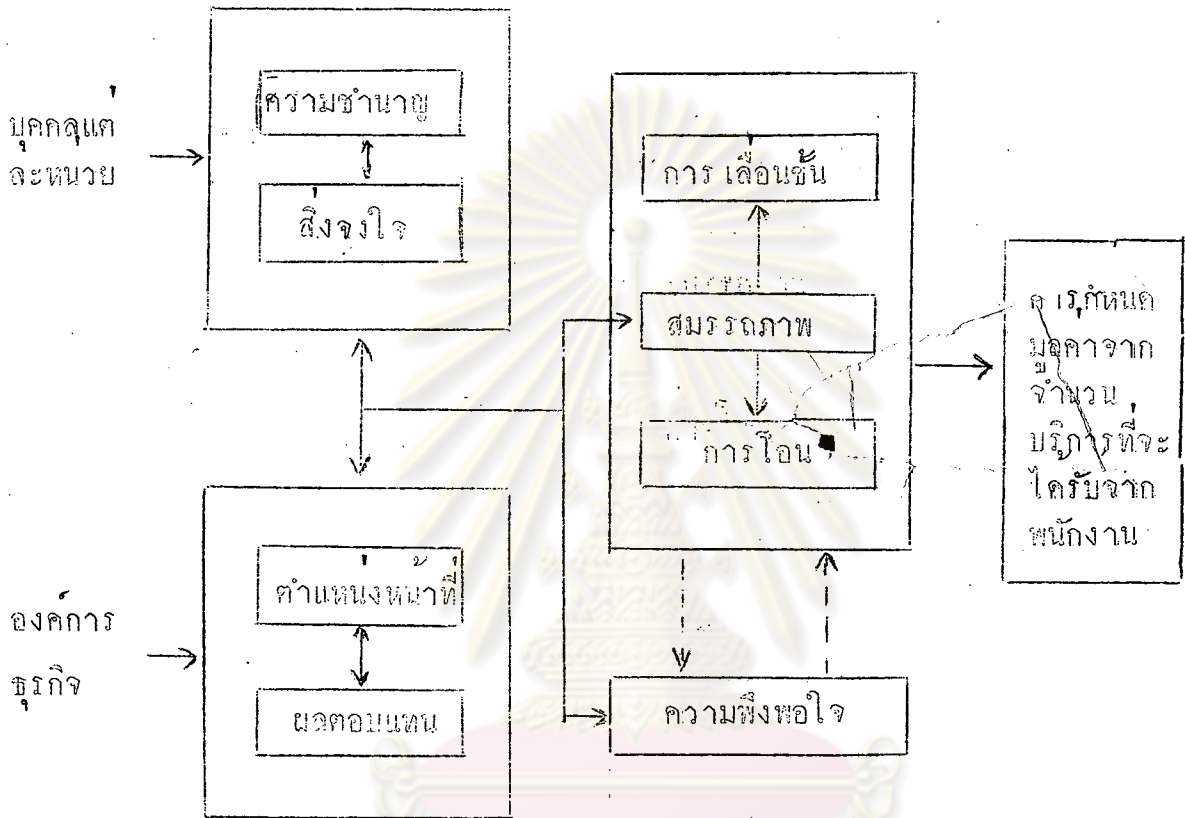 บุคคลแต่
ละหน่วย
ความชำนาญ
สิ่งจูงใจ
องค์การ
ธุรกิจ
ตำแหน่งหน้าที่
ผลตอบแทน
การเลื่อนชั้น
สมรรถภาพ
การโอน
ความพึงพอใจ
การกำหนด
มูลค่าจาก
จำนวน
บริการที่จะ
ได้รับจาก
พนักงาน